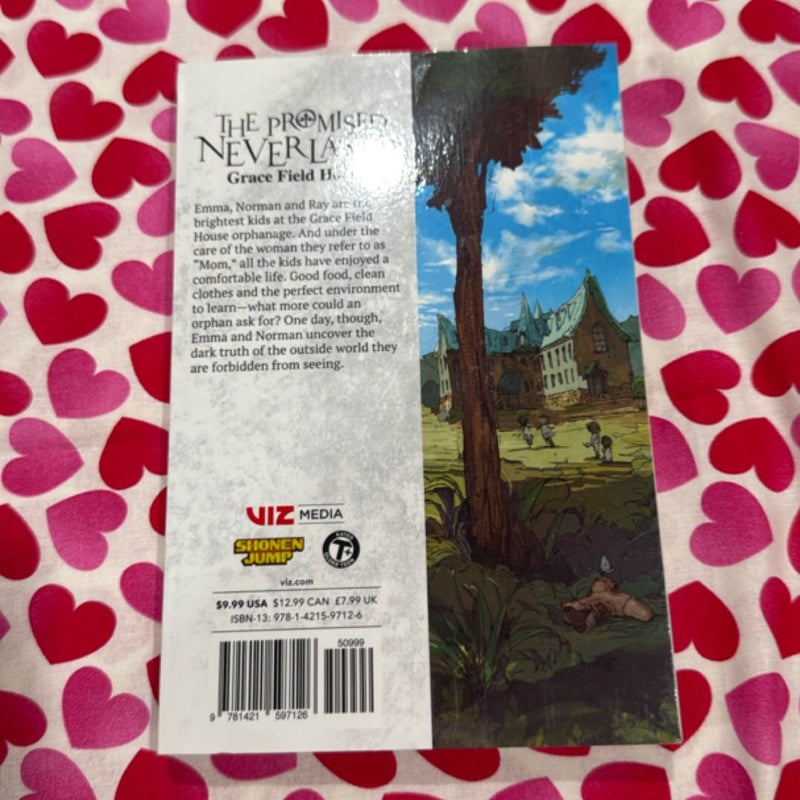 THE PROMISED
NEVERLAND
Grace Field House
Emma, Norman and Ray are the
brightest kids at the Grace Field
House orphanage. And under the
care of the woman they refer to as
"Mom," all the kids have enjoyed a
comfortable life. Good food, clean
clothes and the perfect environment
to learn—what more could an
orphan ask for? One day, though,
Emma and Norman uncover the
dark truth of the outside world they
are forbidden from seeing.
VIZ MEDIA
SHONEN
JUMP
RATED
T+
OLDER TEEN
viz.com
$9.99 USA $12.99 CAN £7.99 UK
ISBN-13: 978-1-4215-9712-6
50999
9 781421 597126